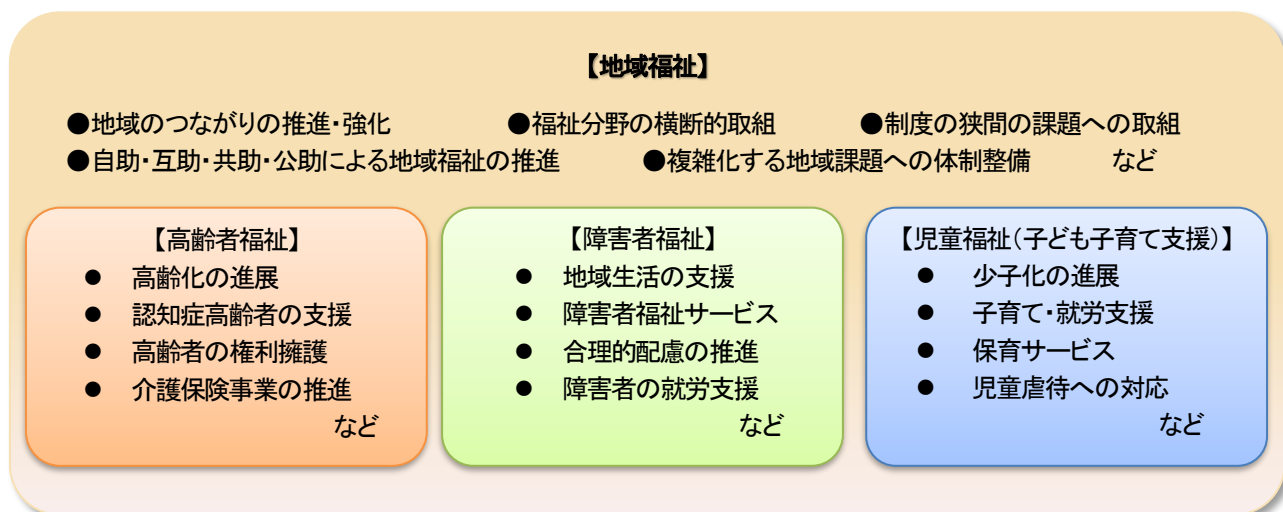 【地域福祉】
●地域のつながりの推進・強化 ●福祉分野の横断的取組 ●制度の狭間の課題への取組
●自助・互助・共助・公助による地域福祉の推進 ●複雑化する地域課題への体制整備 など
【高齢者福祉】
● 高齢化の進展
● 認知症高齢者の支援
● 高齢者の権利擁護
● 介護保険事業の推進
など
【障害者福祉】
● 地域生活の支援
● 障害者福祉サービス
● 合理的配慮の推進
● 障害者の就労支援
など
【児童福祉(子ども子育て支援)】
● 少子化の進展
● 子育て・就労支援
● 保育サービス
● 児童虐待への対応
など